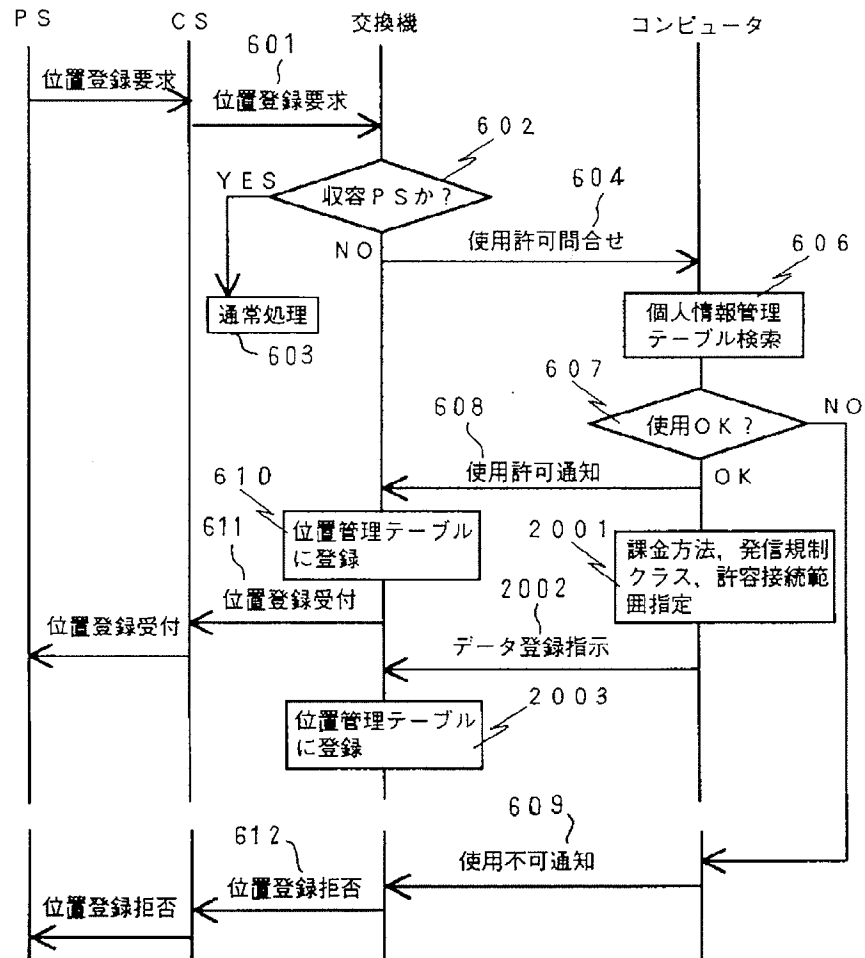 PS
CS
交換機
コンピュータ
601
位置登録要求
位置登録要求
602
YES
収容PSか?
604
NO
使用許可問合せ
606
通常処理
603
個人情報管理
テーブル検索
607
NO
608
使用OK?
使用許可通知
OK
610
位置管理テーブル
に登録
611
2001
課金方法、発信規制
クラス、許容接続範
囲指定
位置登録受付
2002
位置登録受付
データ登録指示
2003
位置管理テーブル
に登録
609
612
使用不可通知
位置登録拒否
位置登録拒否